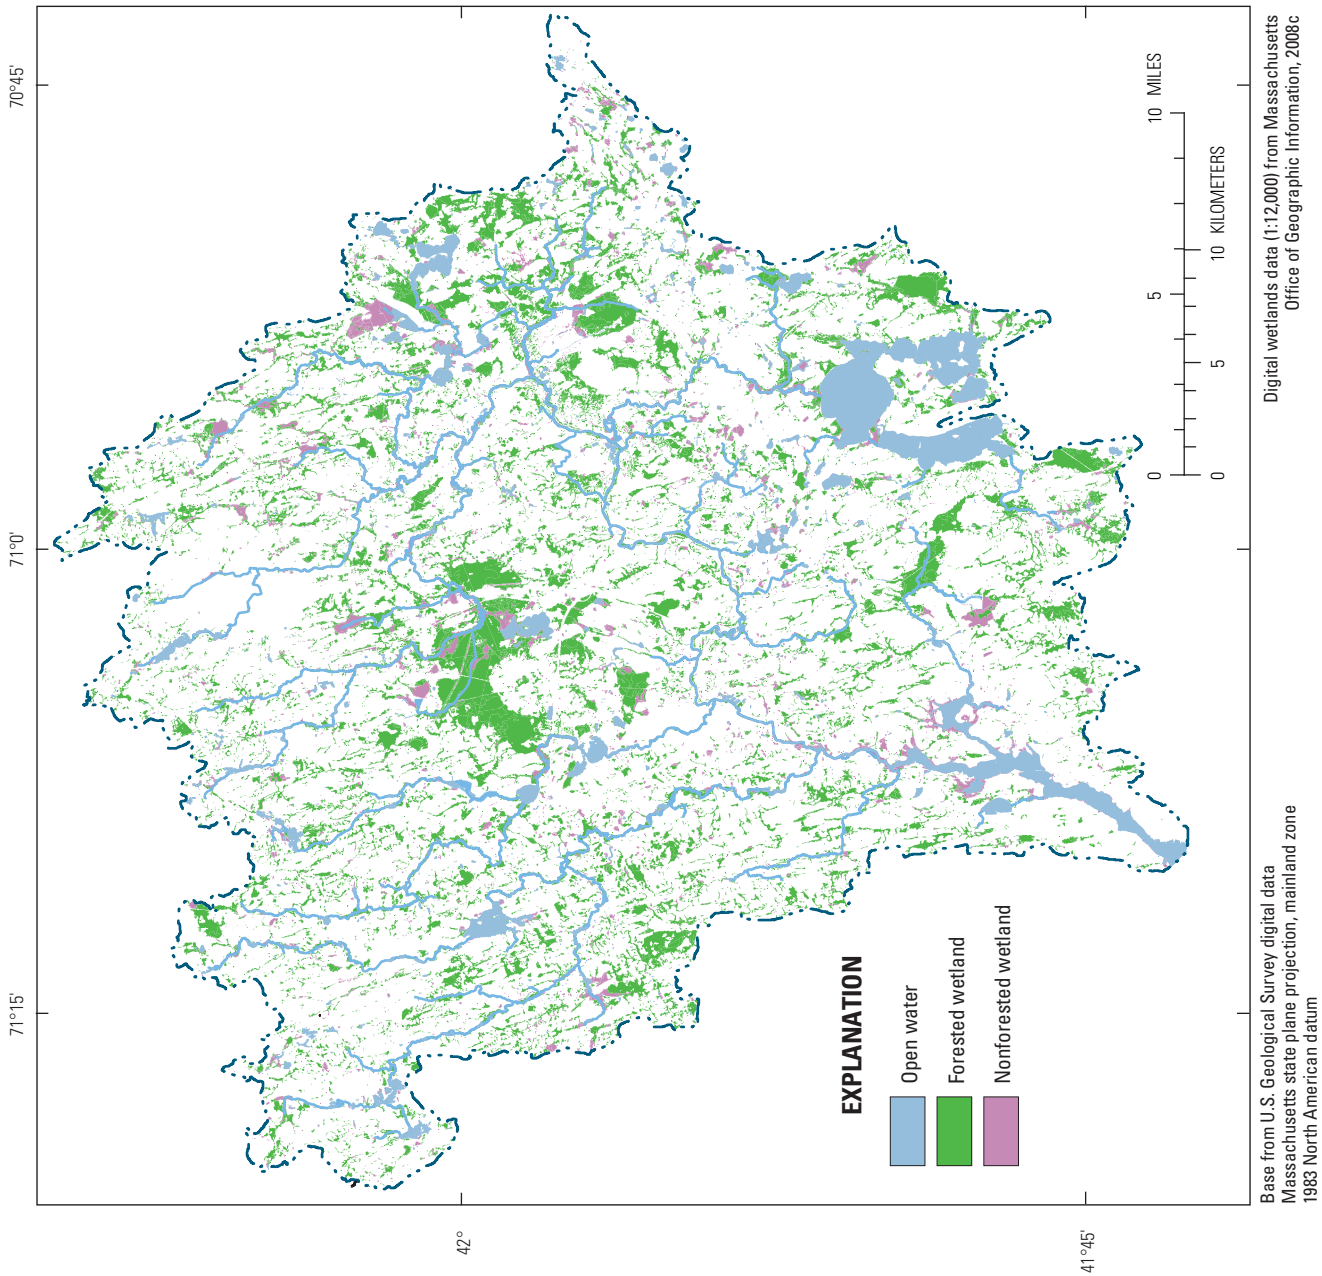 70°45'
71°0'
71°15'
42°
41°45'
0
5
10 MILES
0
5
10 KILOMETERS
EXPLANATION
Open water
Forested wetland
Nonforested wetland
Base from U.S. Geological Survey digital data
Massachusetts state plane projection, mainland zone
1983 North American datum
Digital wetlands data (1:12,000) from Massachusetts
Office of Geographic Information, 2008c